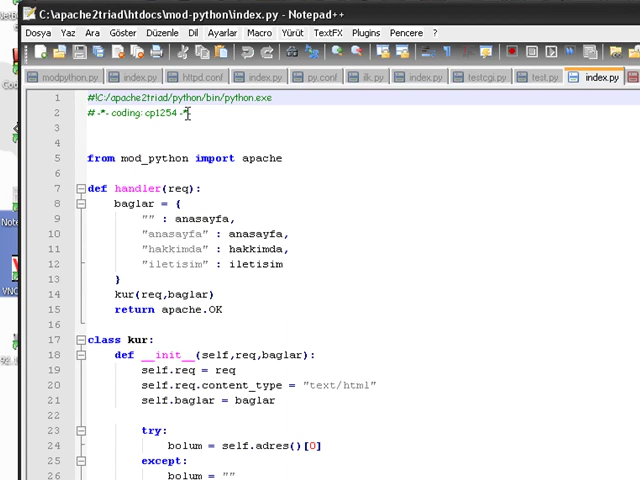 C:\apache2triad\htdocs\mod-python\index.py - Notepad++
Dosya Yaz Ara Göster Düzenle Dil Ayarlar Macro Yürüt TextFX Plugins Pencere ?
modpython.py index.py httpd.conf index.py py.conf ilk.py index.py testcgi.py test.py index.py
1 #!C:/apache2triad/python/bin/python.exe
2 # -*- coding: cp1254 -*-
3
4
5 from mod_python import apache
6
7 def handler(req):
8 baglar = {
9 "" : anasayfa,
10 "anasayfa" : anasayfa,
11 "hakkimda" : hakkimda,
12 "iletisim" : iletisim
13 }
14 kur(req,baglar)
15 return apache.OK
16
17 class kur:
18 def __init__(self,req,baglar):
19 self.req = req
20 self.req.content_type = "text/html"
21 self.baglar = baglar
22
23 try:
24 bolum = self.adres()[0]
25 except:
26 bolum = ""
Note
VNC
92.1